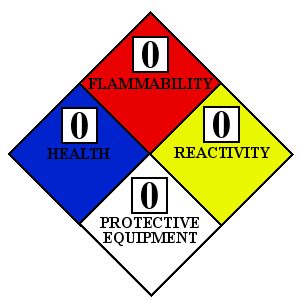 0
FLAMMABILITY
0
HEALTH
0
REACTIVITY
0
PROTECTIVE
EQUIPMENT